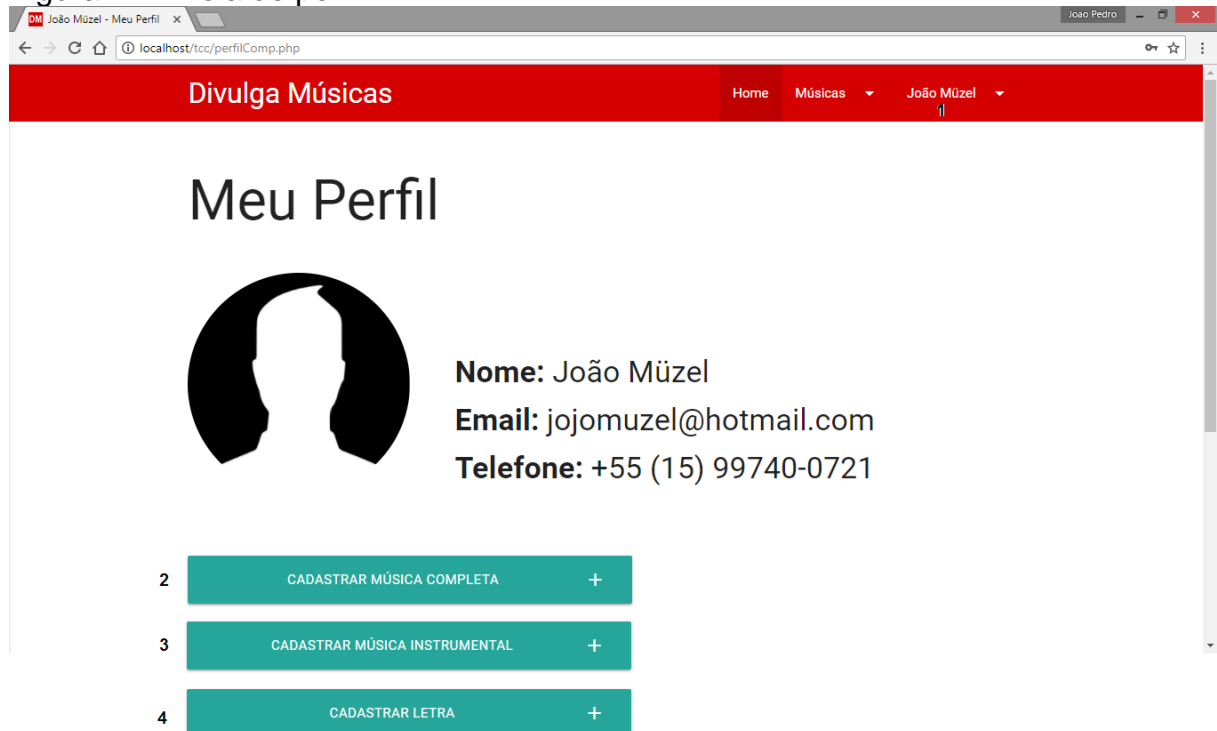 DM João Müzel - Meu Perfil
Joao Pedro
localhost/tcc/perfilComp.php
Divulga Músicas
Home Músicas João Müzel
1
Meu Perfil
Nome: João Müzel
Email: jojomuzel@hotmail.com
Telefone: +55 (15) 99740-0721
2 CADASTRAR MÚSICA COMPLETA +
3 CADASTRAR MÚSICA INSTRUMENTAL +
4 CADASTRAR LETRA +